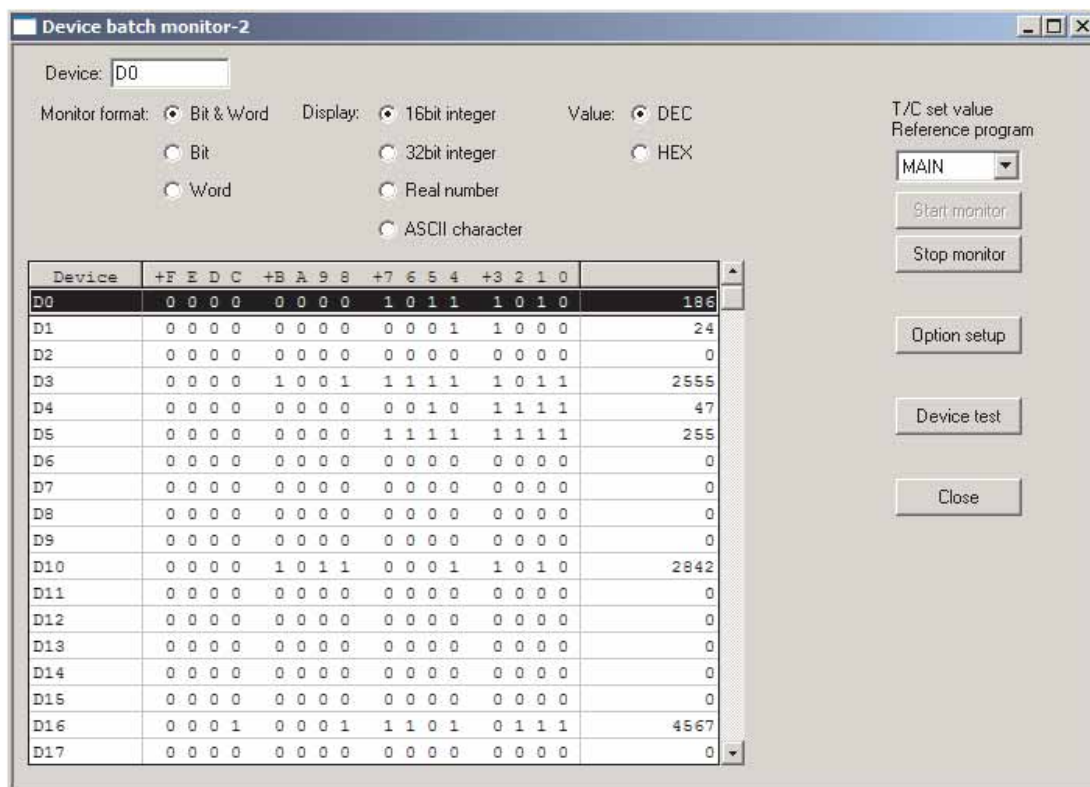 Device batch monitor-2
Device: D0
Monitor format: Bit & Word Display: 16bit integer Value: DEC
Bit 32bit integer HEX
Word Real number
ASCII character
T/C set value
Reference program
MAIN
Start monitor
Stop monitor
Option setup
Device test
Close
Device +F E D C +B A 9 8 +7 6 5 4 +3 2 1 0
D0 0 0 0 0 0 0 0 0 1 0 1 1 1 0 1 0 186
D1 0 0 0 0 0 0 0 0 0 0 0 1 1 0 0 0 24
D2 0 0 0 0 0 0 0 0 0 0 0 0 0 0 0 0 0
D3 0 0 0 0 1 0 0 1 1 1 1 1 1 0 1 1 2555
D4 0 0 0 0 0 0 0 0 0 0 1 0 1 1 1 1 47
D5 0 0 0 0 0 0 0 0 1 1 1 1 1 1 1 1 255
D6 0 0 0 0 0 0 0 0 0 0 0 0 0 0 0 0 0
D7 0 0 0 0 0 0 0 0 0 0 0 0 0 0 0 0 0
D8 0 0 0 0 0 0 0 0 0 0 0 0 0 0 0 0 0
D9 0 0 0 0 0 0 0 0 0 0 0 0 0 0 0 0 0
D10 0 0 0 0 1 0 1 1 0 0 0 1 1 0 1 0 2842
D11 0 0 0 0 0 0 0 0 0 0 0 0 0 0 0 0 0
D12 0 0 0 0 0 0 0 0 0 0 0 0 0 0 0 0 0
D13 0 0 0 0 0 0 0 0 0 0 0 0 0 0 0 0 0
D14 0 0 0 0 0 0 0 0 0 0 0 0 0 0 0 0 0
D15 0 0 0 0 0 0 0 0 0 0 0 0 0 0 0 0 0
D16 0 0 0 1 0 0 0 1 1 1 0 1 0 1 1 1 4567
D17 0 0 0 0 0 0 0 0 0 0 0 0 0 0 0 0 0